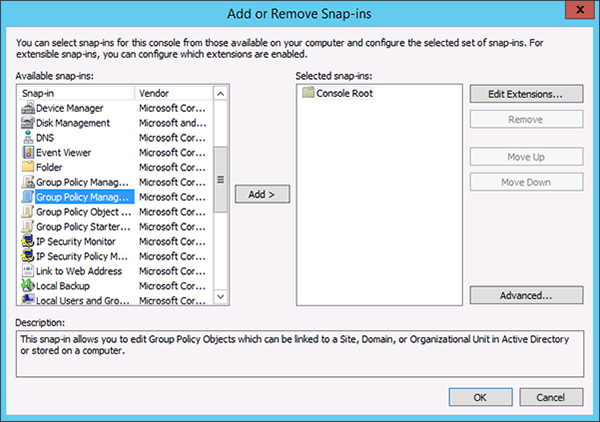 Add or Remove Snap-ins
x
You can select snap-ins for this console from those available on your computer and configure the selected set of snap-ins. For
extensible snap-ins, you can configure which extensions are enabled.
Available snap-ins:
Snap-in Vendor
Device Manager Microsoft Cor...
Disk Management Microsoft and...
DNS Microsoft Cor...
Event Viewer Microsoft Cor...
Folder Microsoft Cor...
Group Policy Manag... Microsoft Cor...
Group Policy Manag... Microsoft Cor...
Group Policy Object ... Microsoft Cor...
Group Policy Starter... Microsoft Cor...
IP Security Monitor Microsoft Cor...
IP Security Policy M... Microsoft Cor...
Link to Web Address Microsoft Cor...
Local Backup Microsoft Cor...
Local Users and Gro... Microsoft Cor...
Add >
Selected snap-ins:
Console Root
Edit Extensions...
Remove
Move Up
Move Down
Advanced...
Description:
This snap-in allows you to edit Group Policy Objects which can be linked to a Site, Domain, or Organizational Unit in Active Directory
or stored on a computer.
OK
Cancel